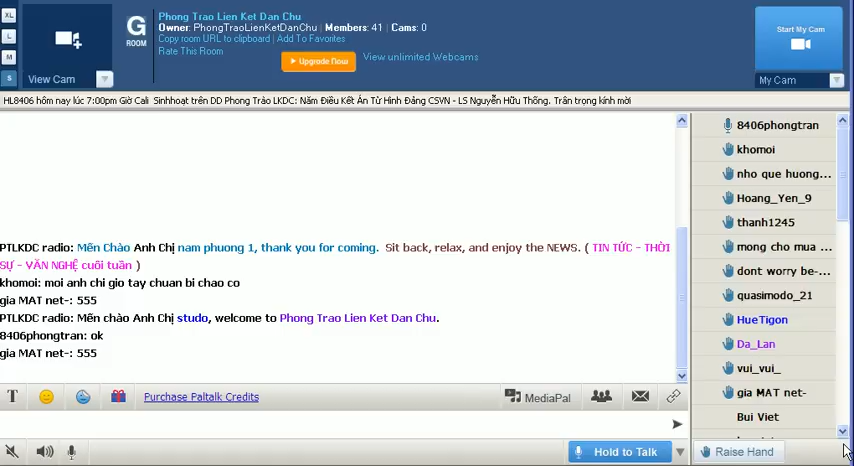 XL
L
M
S
View Cam
G
ROOM
Phong Trao Lien Ket Dan Chu
Owner: PhongTraoLienKetDanChu | Members: 41 | Cams: 0
Copy room URL to clipboard | Add To Favorites
Rate This Room
Upgrade Now
View unlimited Webcams
Start My Cam
My Cam
HL8406 hôm nay lúc 7:00pm Giờ Cali Sinhhoạt trên DD Phong Trào LKDC: Năm Điều Kết Án Tử Hình Đảng CSVN - LS Nguyễn Hữu Thống. Trân trọng kính mời
PTLKDC radio: Mến Chào Anh Chị nam phuong 1, thank you for coming. Sit back, relax, and enjoy the NEWS. ( TIN TỨC - THỜI
SỰ - VĂN NGHỆ cuối tuần )
khomoi: moi anh chi gio tay chuan bi chao co
gia MAT net-: 555
PTLKDC radio: Mến chào Anh Chị studo, welcome to Phong Trao Lien Ket Dan Chu.
8406phongtran: ok
gia MAT net-: 555
8406phongtran
khomoi
nho que huong...
Hoang_Yen_9
thanh1245
mong cho mua ...
dont worry be-...
quasimodo_21
HueTigon
Da_Lan
vui_vui_
gia MAT net-
Bui Viet
T
Purchase Paltalk Credits
MediaPal
Hold to Talk
Raise Hand